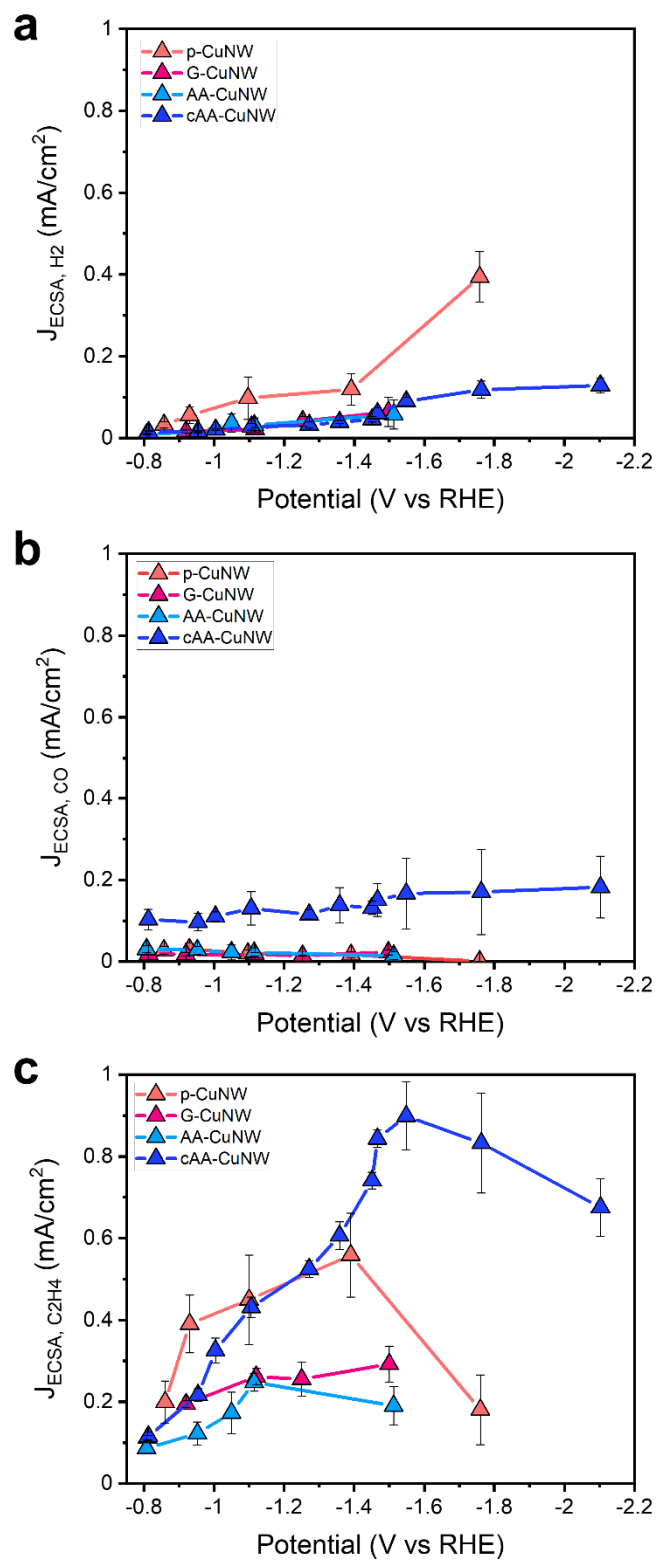 a
1
0.8
0.6
0.4
0.2
0
J_ECSA, H2 (mA/cm²)
p-CuNW
G-CuNW
AA-CuNW
cAA-CuNW
-0.8 -1 -1.2 -1.4 -1.6 -1.8 -2 -2.2
Potential (V vs RHE)
b
1
0.8
0.6
0.4
0.2
0
J_ECSA, CO (mA/cm²)
p-CuNW
G-CuNW
AA-CuNW
cAA-CuNW
-0.8 -1 -1.2 -1.4 -1.6 -1.8 -2 -2.2
Potential (V vs RHE)
c
1
0.8
0.6
0.4
0.2
0
J_ECSA, C2H4 (mA/cm²)
p-CuNW
G-CuNW
AA-CuNW
cAA-CuNW
-0.8 -1 -1.2 -1.4 -1.6 -1.8 -2 -2.2
Potential (V vs RHE)